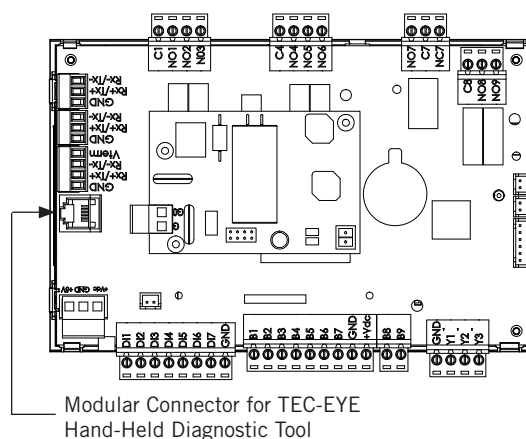 C1 NO1 NO2 NO3
C4 NO4 NO5 NO6
NO7 C7 NC7
C8 NO8 NO9
Rx-/Tx-
Rx+/Tx+
GND
Rx-/Tx-
Rx+/Tx+
GND
Vterm
Rx-/Tx-
Rx+/Tx+
GND
G0
G
+Vdc GND +5V
DI1 DI2 DI3 DI4 DI5 DI6 DI7 GND
B1 B2 B3 B4 B5 B6 B7 GND +Vdc
B8 B9
GND Y1 Y2 Y3
Modular Connector for TEC-EYE
Hand-Held Diagnostic Tool